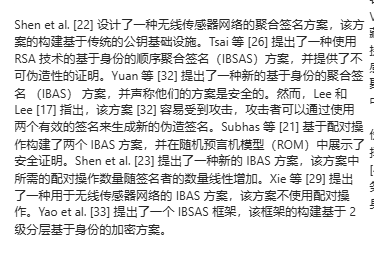 Shen et al. [22] 设计了一种无线传感器网络的聚合签名方案，该方
案的构建基于传统的公钥基础设施。Tsai 等 [26] 提出了一种使用
RSA 技术的基于身份的顺序聚合签名（IBSAS）方案，并提供了不
可伪造性的证明。Yuan 等 [32] 提出了一种新的基于身份的聚合签
名 （IBAS） 方案，并声称他们的方案是安全的。然而，Lee 和
Lee [17] 指出，该方案 [32] 容易受到攻击，攻击者可以通过使用
两个有效的签名来生成新的伪造签名。Subhas 等 [21] 基于配对操
作构建了两个 IBAS 方案，并在随机预言机模型（ROM）中展示了
安全证明。Shen et al. [23] 提出了一种新的 IBAS 方案，该方案中
所需的配对操作数量随签名者的数量线性增加。Xie 等 [29] 提出
了一种用于无线传感器网络的 IBAS 方案，该方案不使用配对操
作。Yao et al. [33] 提出了一个 IBSAS 框架，该框架的构建基于 2
级分层基于身份的加密方案。